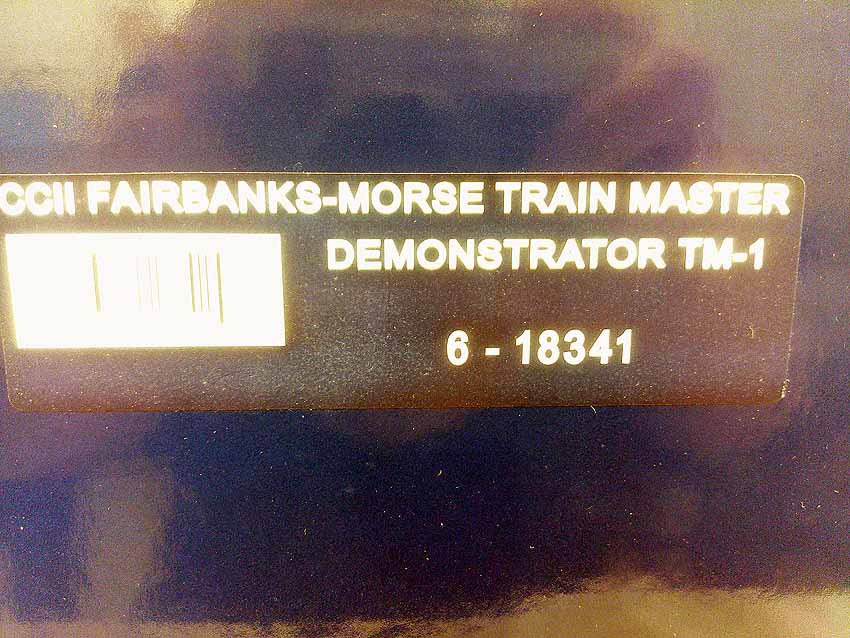 CCII FAIRBANKS-MORSE TRAIN MASTER
DEMONSTRATOR TM-1
6 - 18341